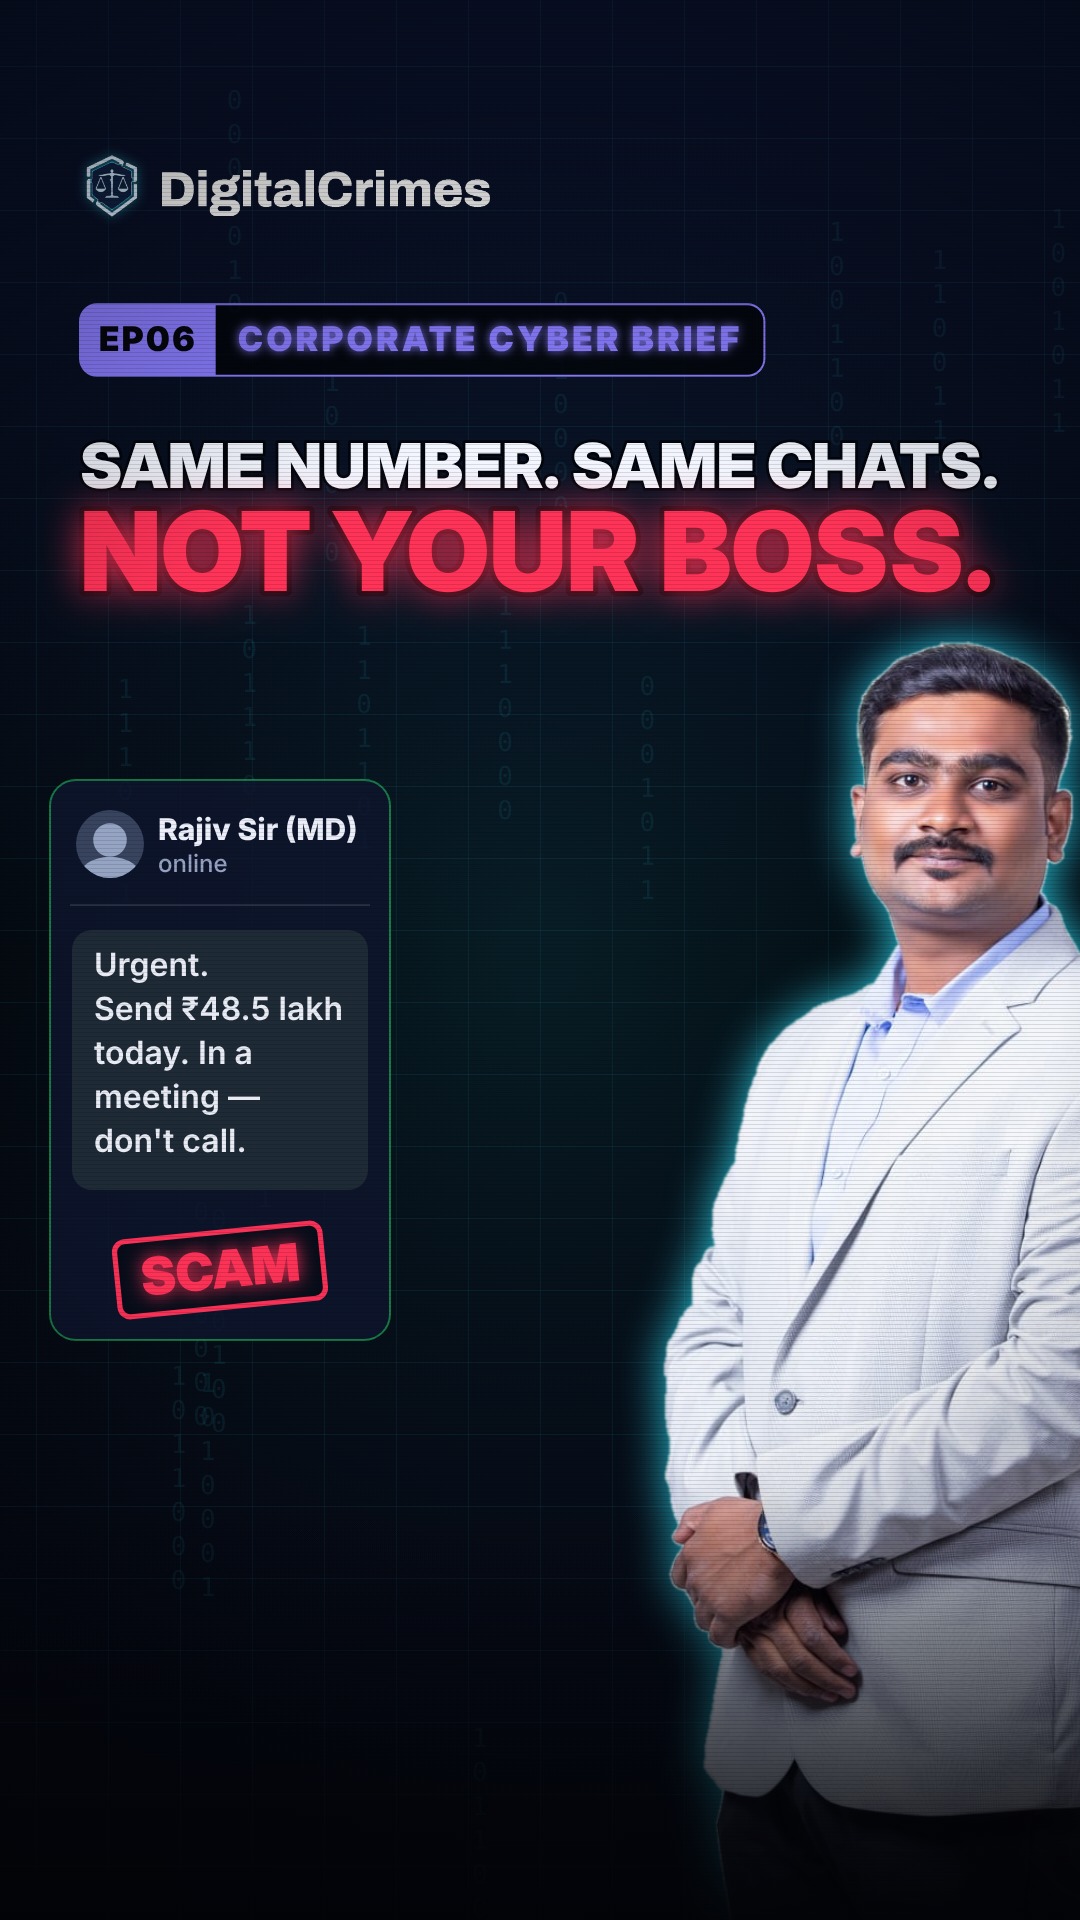 DigitalCrimes
EP06 CORPORATE CYBER BRIEF
SAME NUMBER. SAME CHATS.
NOT YOUR BOSS.
Rajiv Sir (MD)
online
Urgent.
Send ₹48.5 lakh
today. In a
meeting —
don't call.
SCAM